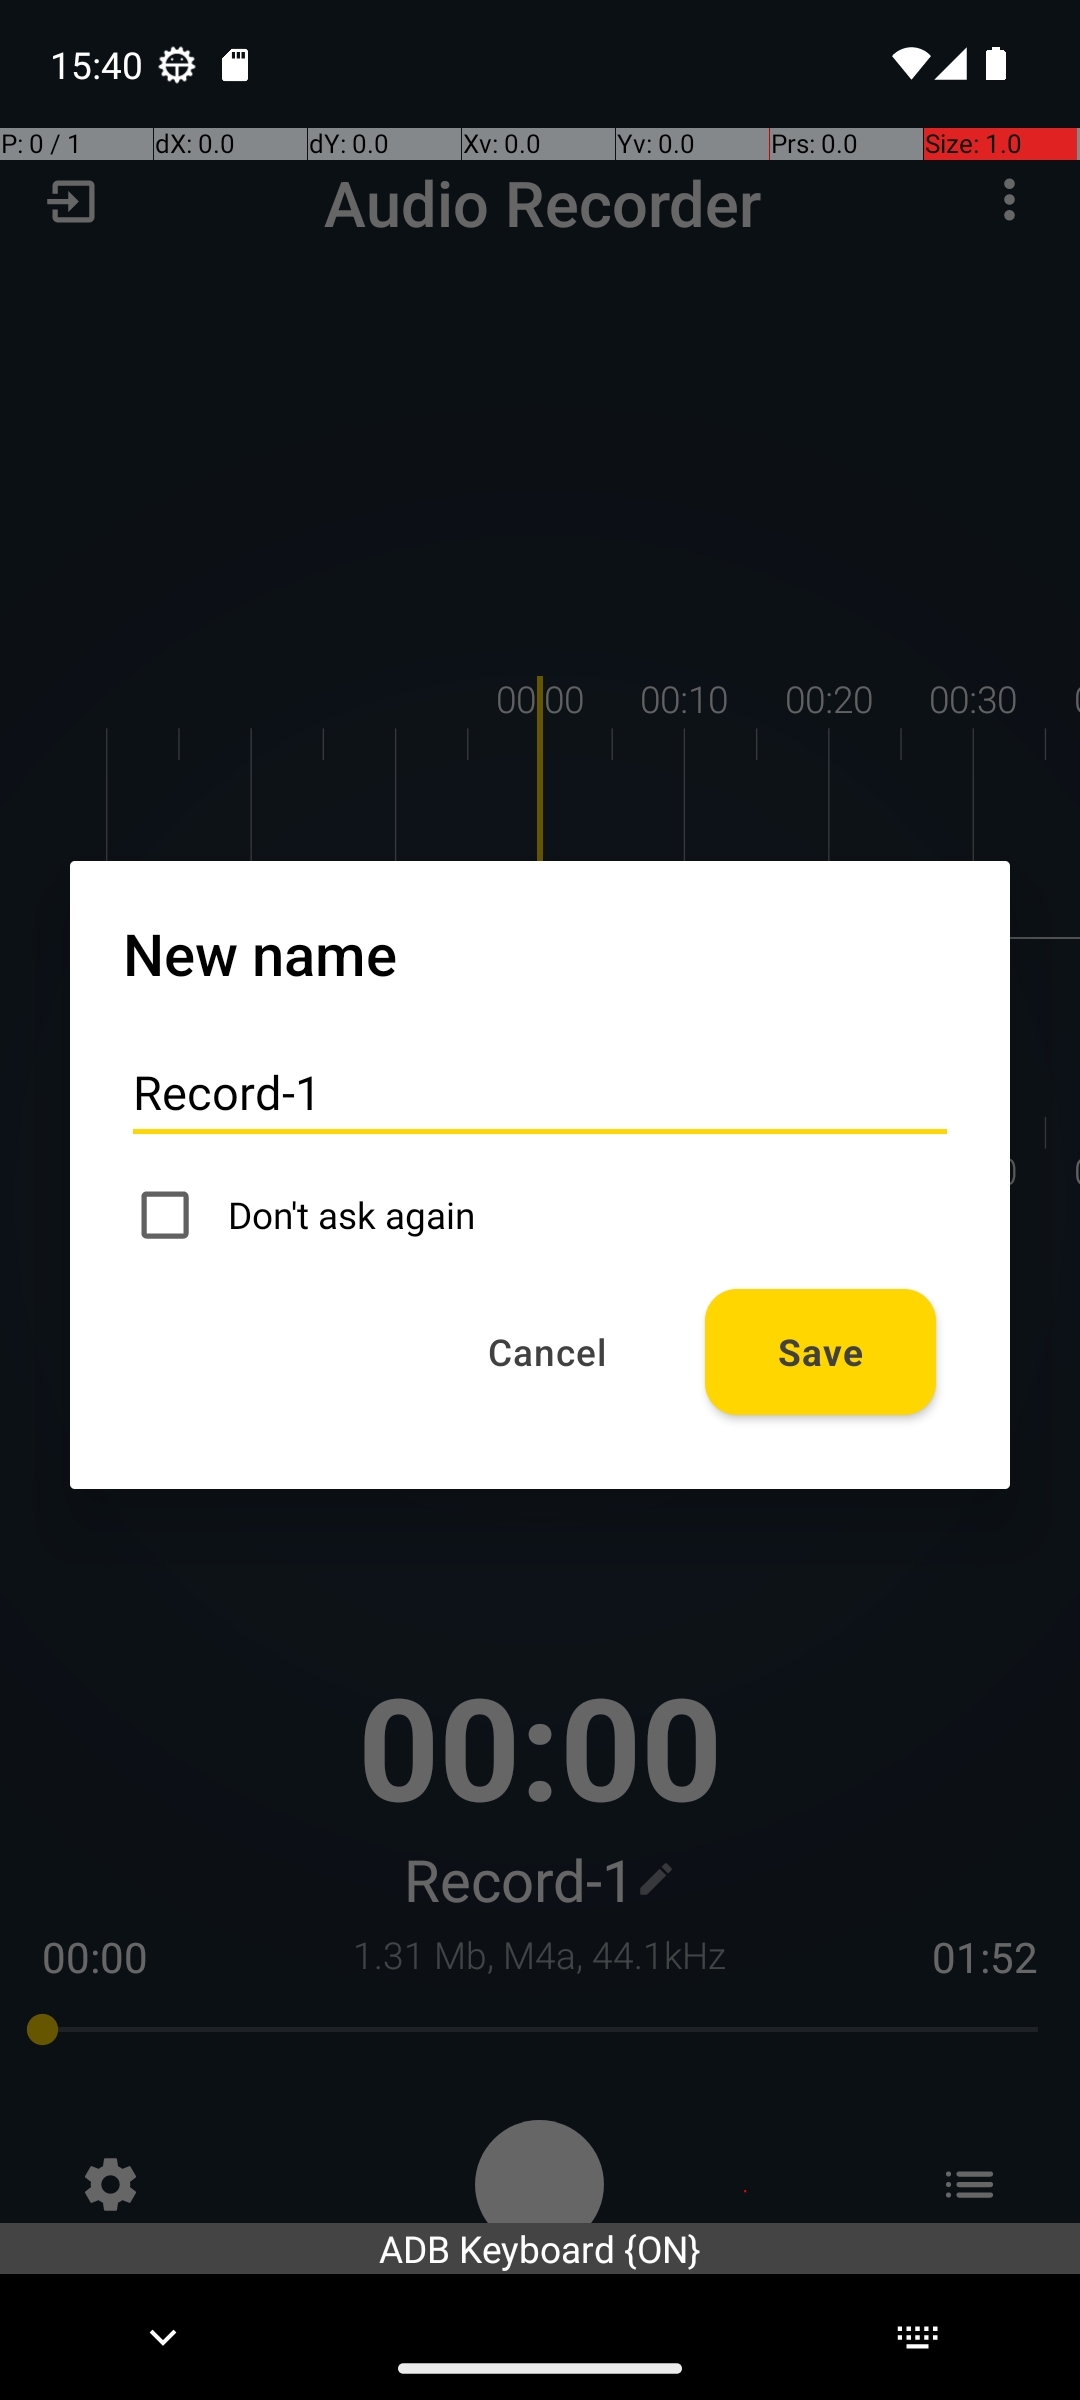 15:40
P: 0 / 1 dX: 0.0 dY: 0.0 Xv: 0.0 Yv: 0.0 Prs: 0.0 Size: 1.0
Audio Recorder
00:00 00:10 00:20 00:30
New name
Record-1
Don't ask again
Cancel Save
00:00
Record-1
00:00 1.31 Mb, M4a, 44.1kHz 01:52
ADB Keyboard {ON}